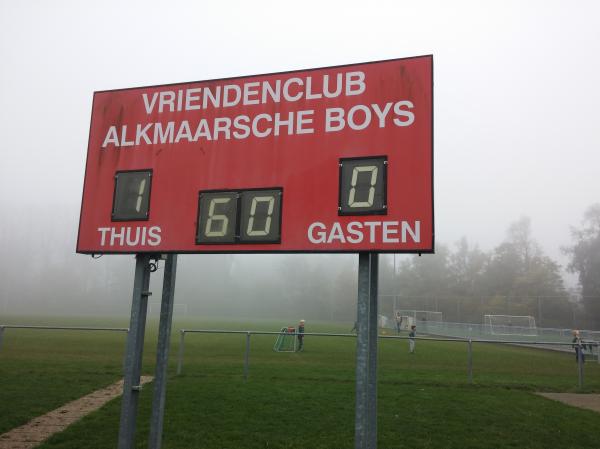 VRIENDENCLUB
ALKMAARSCHE BOYS
1 60 0
THUIS GASTEN